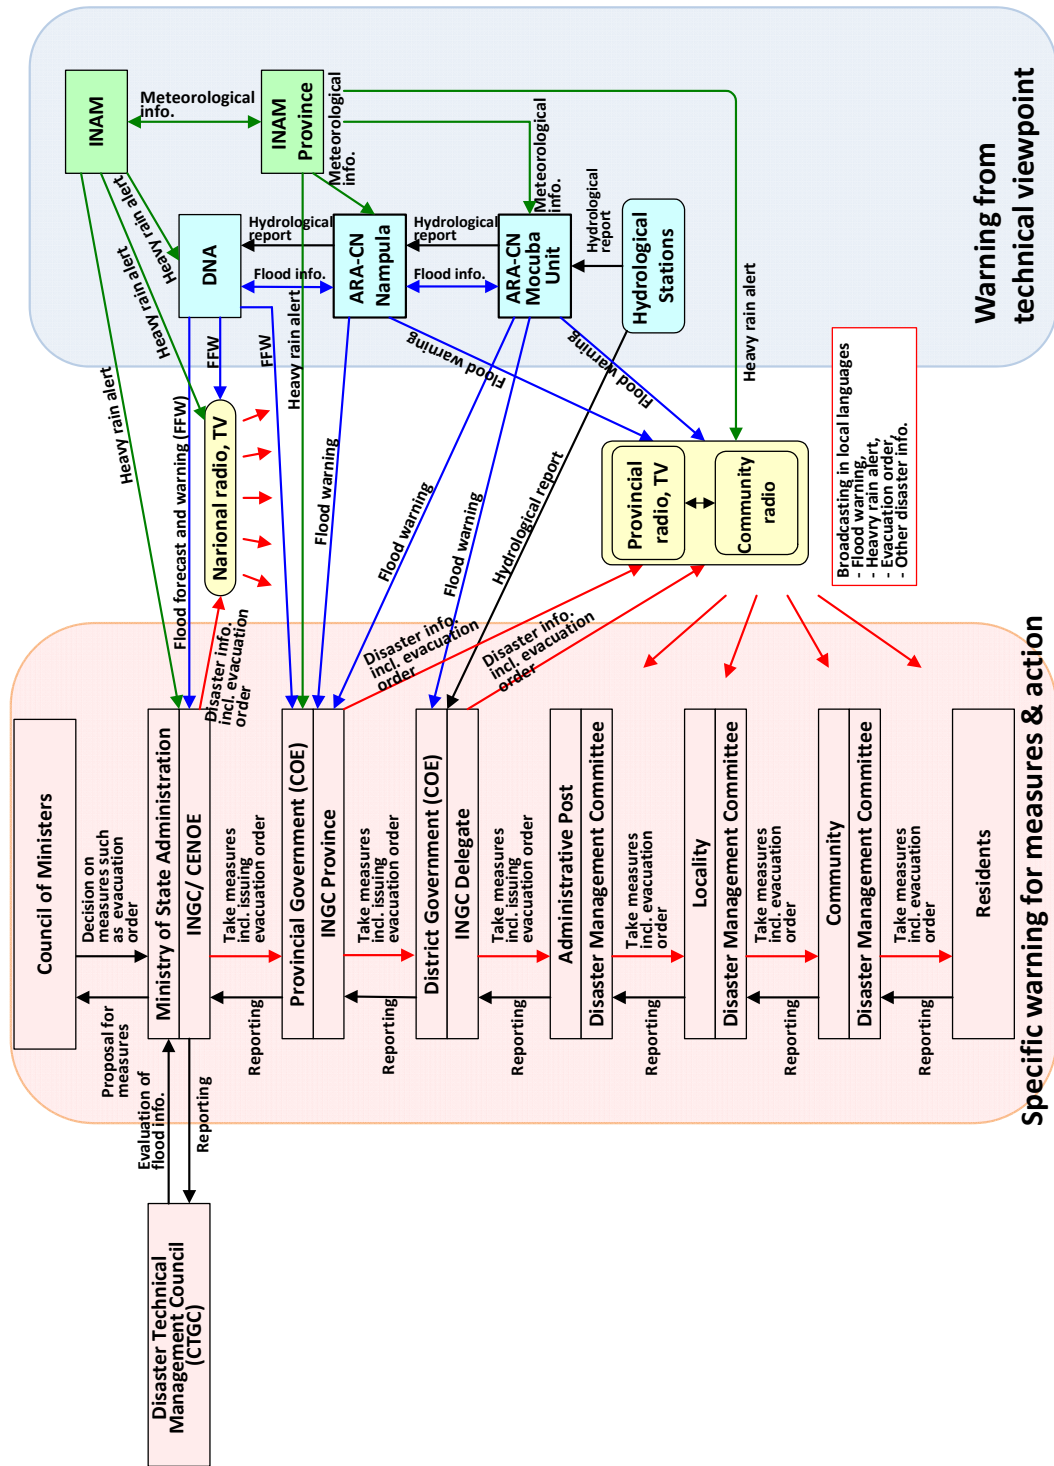 Disaster Technical
Management Council
(CTGC)
Evaluation of
flood info.
Reporting
Council of Ministers
Proposal for
measures
Decision on
measures such
as evacuation
order
Ministry of State Administration
INGC/ CENOE
Reporting
Take measures
incl. issuing
evacuation order
Provincial Government (COE)
INGC Province
Reporting
Take measures
incl. issuing
evacuation order
District Government (COE)
INGC Delegate
Reporting
Take measures
incl. issuing
evacuation order
Administrative Post
Disaster Management Committee
Reporting
Take measures
incl. evacuation
order
Locality
Disaster Management Committee
Reporting
Take measures
incl. evacuation
order
Community
Disaster Management Committee
Reporting
Take measures
incl. evacuation
order
Residents
Specific warning for measures & action
Heavy rain alert
Flood forecast and warning (FFW)
Disaster info.
incl. evacuation
order
Narional radio, TV
Heavy rain alert
Heavy rain alert
FFW
FFW
Heavy rain alert
Flood warning
Flood warning
Flood warning
Hydrological report
Disaster info.
incl. evacuation
order
Disaster info.
incl. evacuation
order
Flood warning
Flood warning
Heavy rain alert
Provincial
radio, TV
Community
radio
Broadcasting in local languages
- Flood warning,
- Heavry rain alert,
- Evacuation order,
- Other disaster info.
INAM
Meteorological
info.
INAM
Province
Meteorological
info.
Meteorological
info.
DNA
Hydrological
report
Flood info.
ARA-CN
Nampula
Hydrological
report
Flood info.
ARA-CN
Mocuba
Unit
Hydrological
report
Hydrological
Stations
Warning from
technical viewpoint